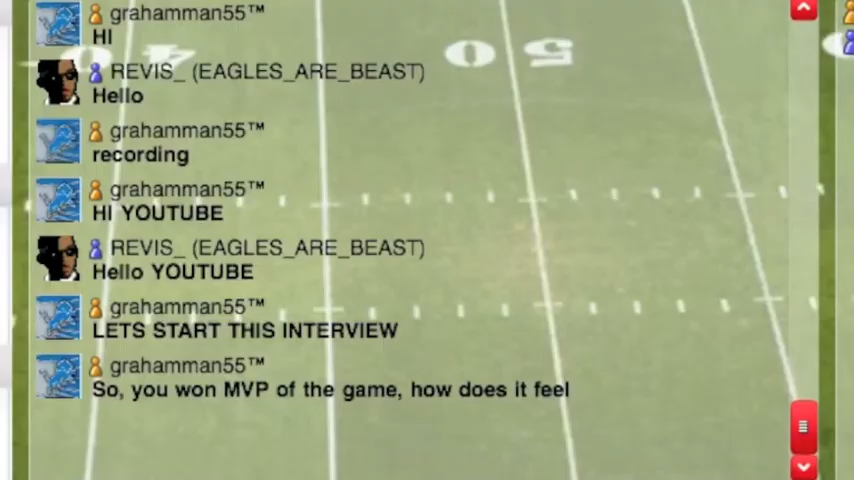 grahamman55™
HI
40 50
REVIS_ (EAGLES_ARE_BEAST)
Hello
grahamman55™
recording
grahamman55™
HI YOUTUBE
REVIS_ (EAGLES_ARE_BEAST)
Hello YOUTUBE
grahamman55™
LETS START THIS INTERVIEW
grahamman55™
So, you won MVP of the game, how does it feel